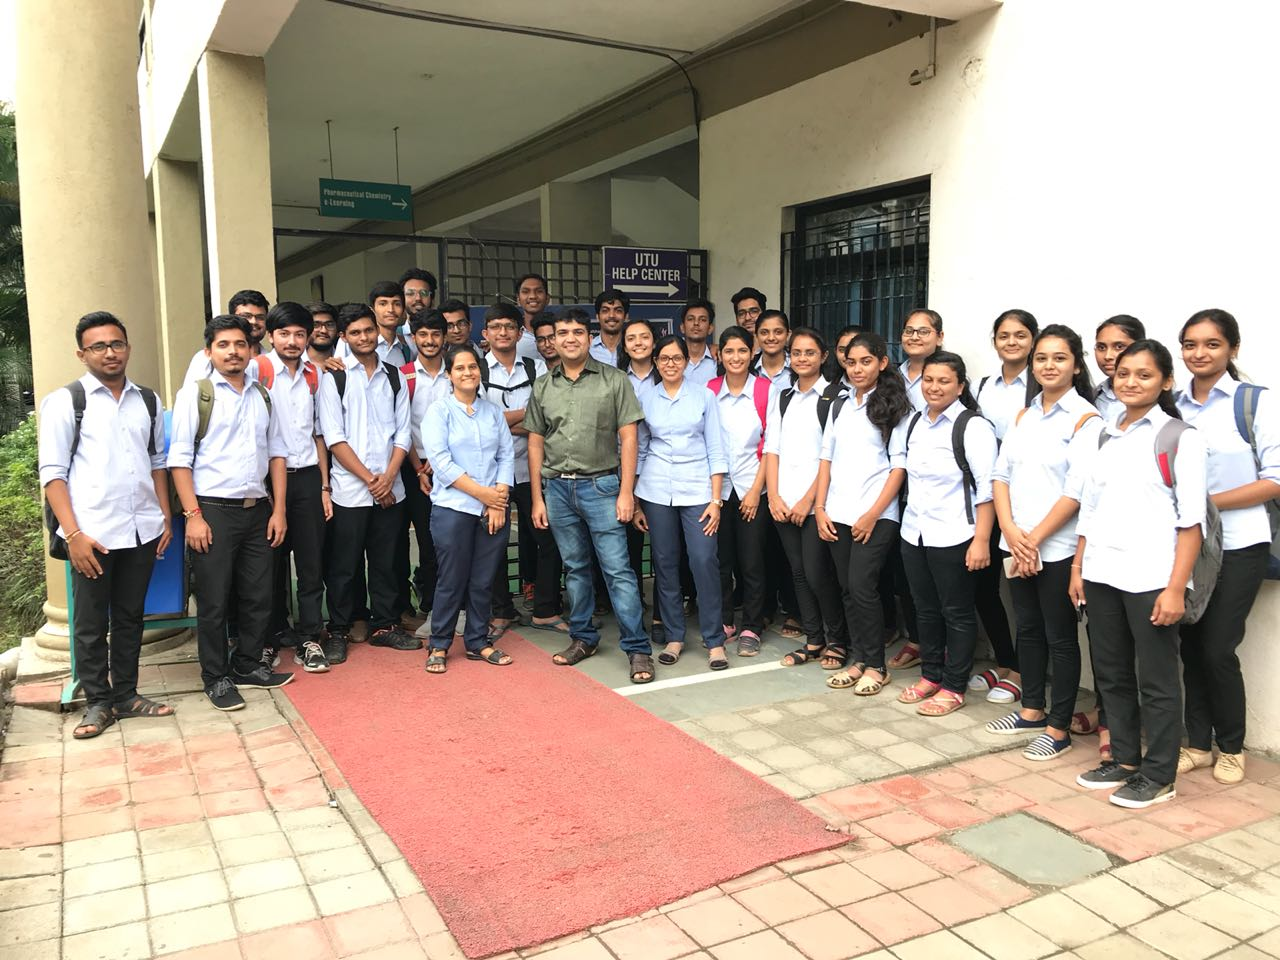 Pharmaceutical Chemistry
e-Learning
UTU
HELP CENTER